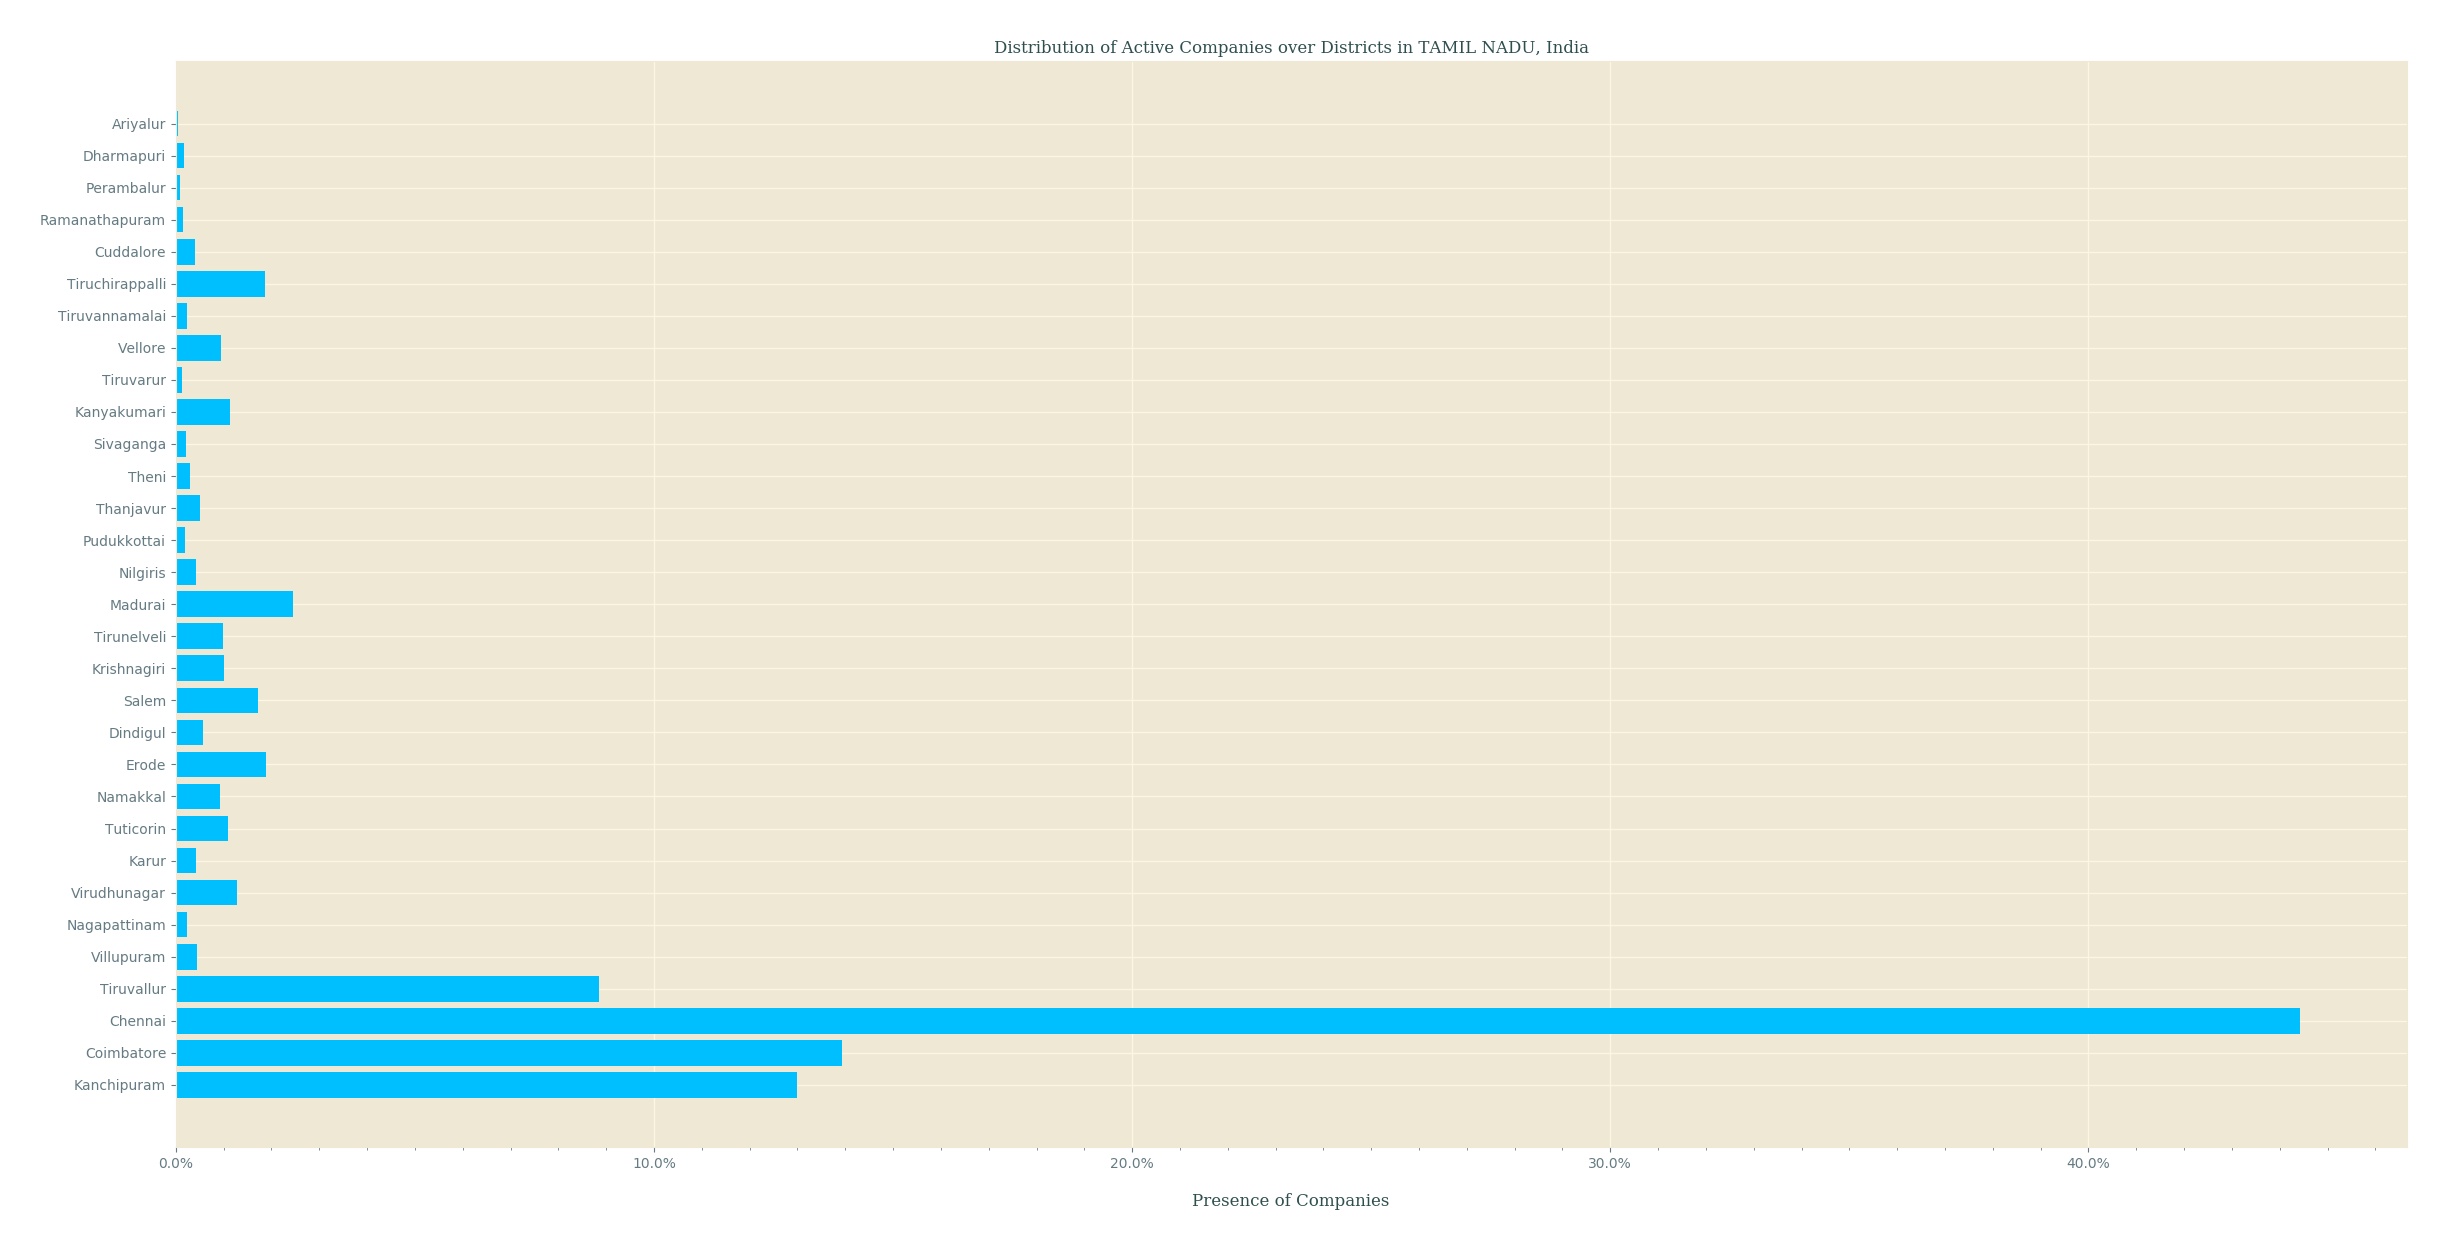 Distribution of Active Companies over Districts in TAMIL NADU, India
Ariyalur
Dharmapuri
Perambalur
Ramanathapuram
Cuddalore
Tiruchirappalli
Tiruvannamalai
Vellore
Tiruvarur
Kanyakumari
Sivaganga
Theni
Thanjavur
Pudukkottai
Nilgiris
Madurai
Tirunelveli
Krishnagiri
Salem
Dindigul
Erode
Namakkal
Tuticorin
Karur
Virudhunagar
Nagapattinam
Villupuram
Tiruvallur
Chennai
Coimbatore
Kanchipuram
0.0% 10.0% 20.0% 30.0% 40.0%
Presence of Companies